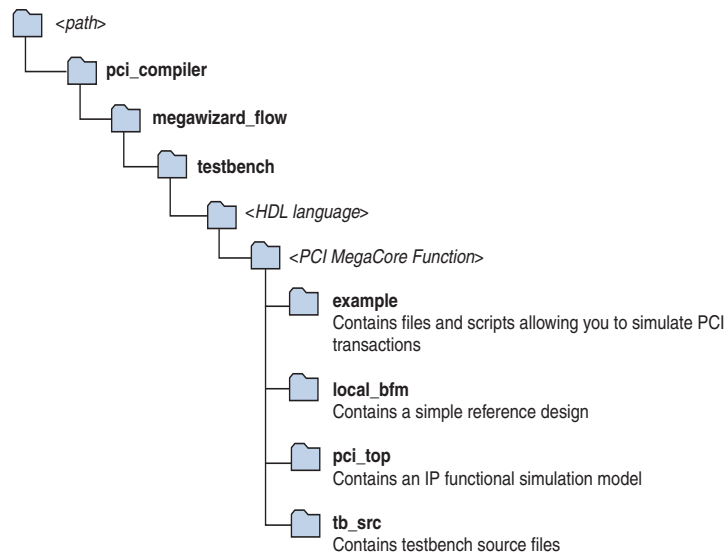 <path>
pci_compiler
megawizard_flow
testbench
<HDL language>
<PCI MegaCore Function>
example
Contains files and scripts allowing you to simulate PCI
transactions
local_bfm
Contains a simple reference design
pci_top
Contains an IP functional simulation model
tb_src
Contains testbench source files